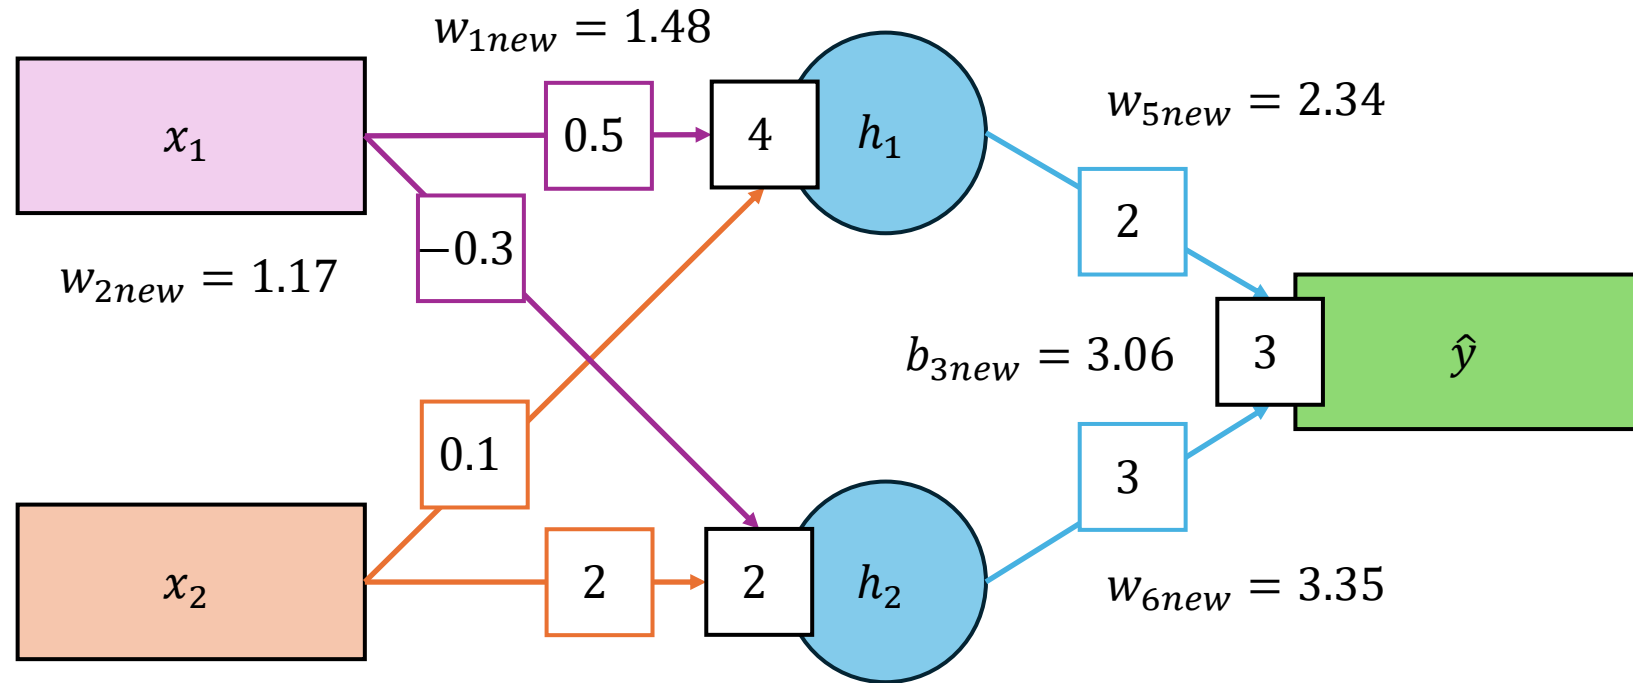 w₁ₙₑw = 1.48
x₁
0.5
4
h₁
w₅ₙₑw = 2.34
−0.3
2
w₂ₙₑw = 1.17
b₃ₙₑw = 3.06
3
ŷ
0.1
3
x₂
2
2
h₂
w₆ₙₑw = 3.35